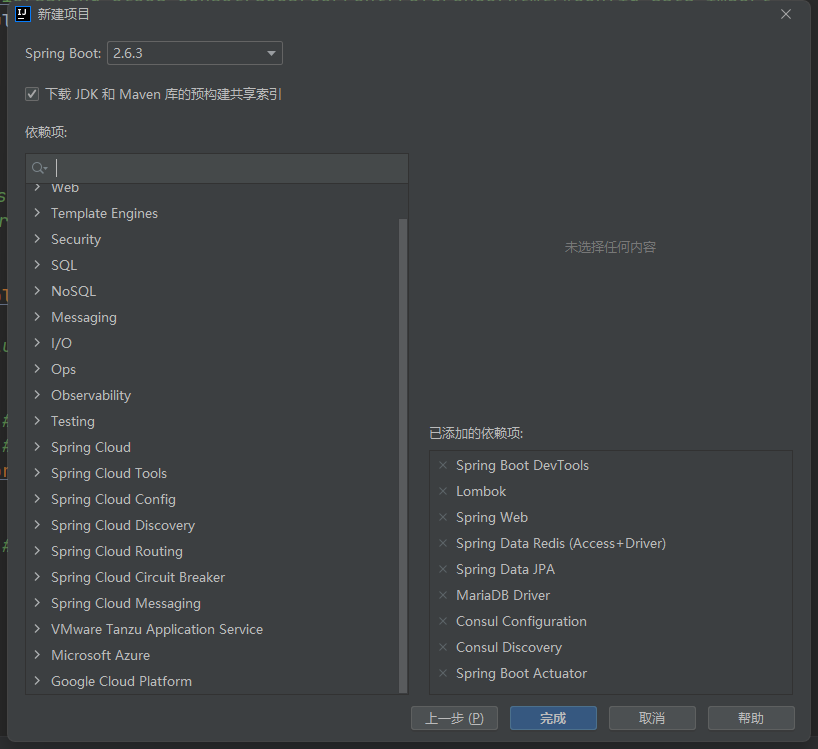 新建项目
Spring Boot: 2.6.3
下载 JDK 和 Maven 库的预构建共享索引
依赖项:
Web
Template Engines
Security
SQL
NoSQL
Messaging
I/O
Ops
Observability
Testing
Spring Cloud
Spring Cloud Tools
Spring Cloud Config
Spring Cloud Discovery
Spring Cloud Routing
Spring Cloud Circuit Breaker
Spring Cloud Messaging
VMware Tanzu Application Service
Microsoft Azure
Google Cloud Platform
未选择任何内容
已添加的依赖项:
Spring Boot DevTools
Lombok
Spring Web
Spring Data Redis (Access+Driver)
Spring Data JPA
MariaDB Driver
Consul Configuration
Consul Discovery
Spring Boot Actuator
上一步 (P)
完成
取消
帮助